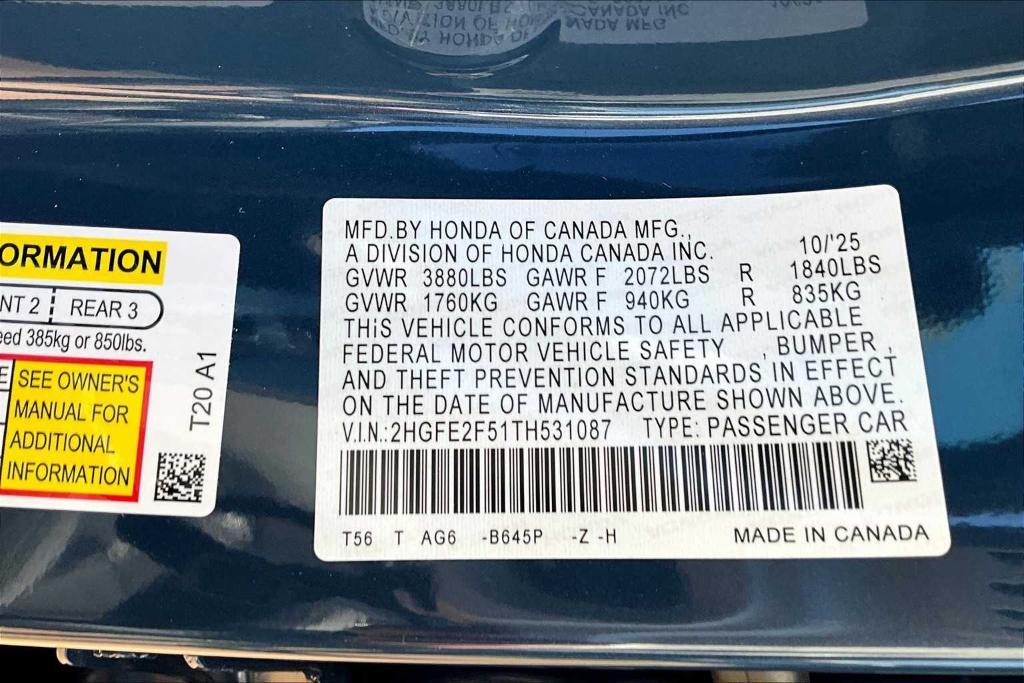 ORMATION
NT 2 REAR 3
eed 385kg or 850lbs.
E
SEE OWNER'S
MANUAL FOR
ADDITIONAL
INFORMATION
T20 A1
MFD.BY HONDA OF CANADA MFG.,
A DIVISION OF HONDA CANADA INC. 10/'25
GVWR 3880LBS GAWR F 2072LBS R 1840LBS
GVWR 1760KG GAWR F 940KG R 835KG
THiS VEHICLE CONFORMS TO ALL APPLICABLE
FEDERAL MOTOR VEHICLE SAFETY , BUMPER ,
AND THEFT PREVENTION STANDARDS IN EFFECT
ON THE DATE OF MANUFACTURE SHOWN ABOVE.
V.I.N.:2HGFE2F51TH531087 TYPE: PASSENGER CAR
T56 T AG6 -B645P -Z -H MADE IN CANADA